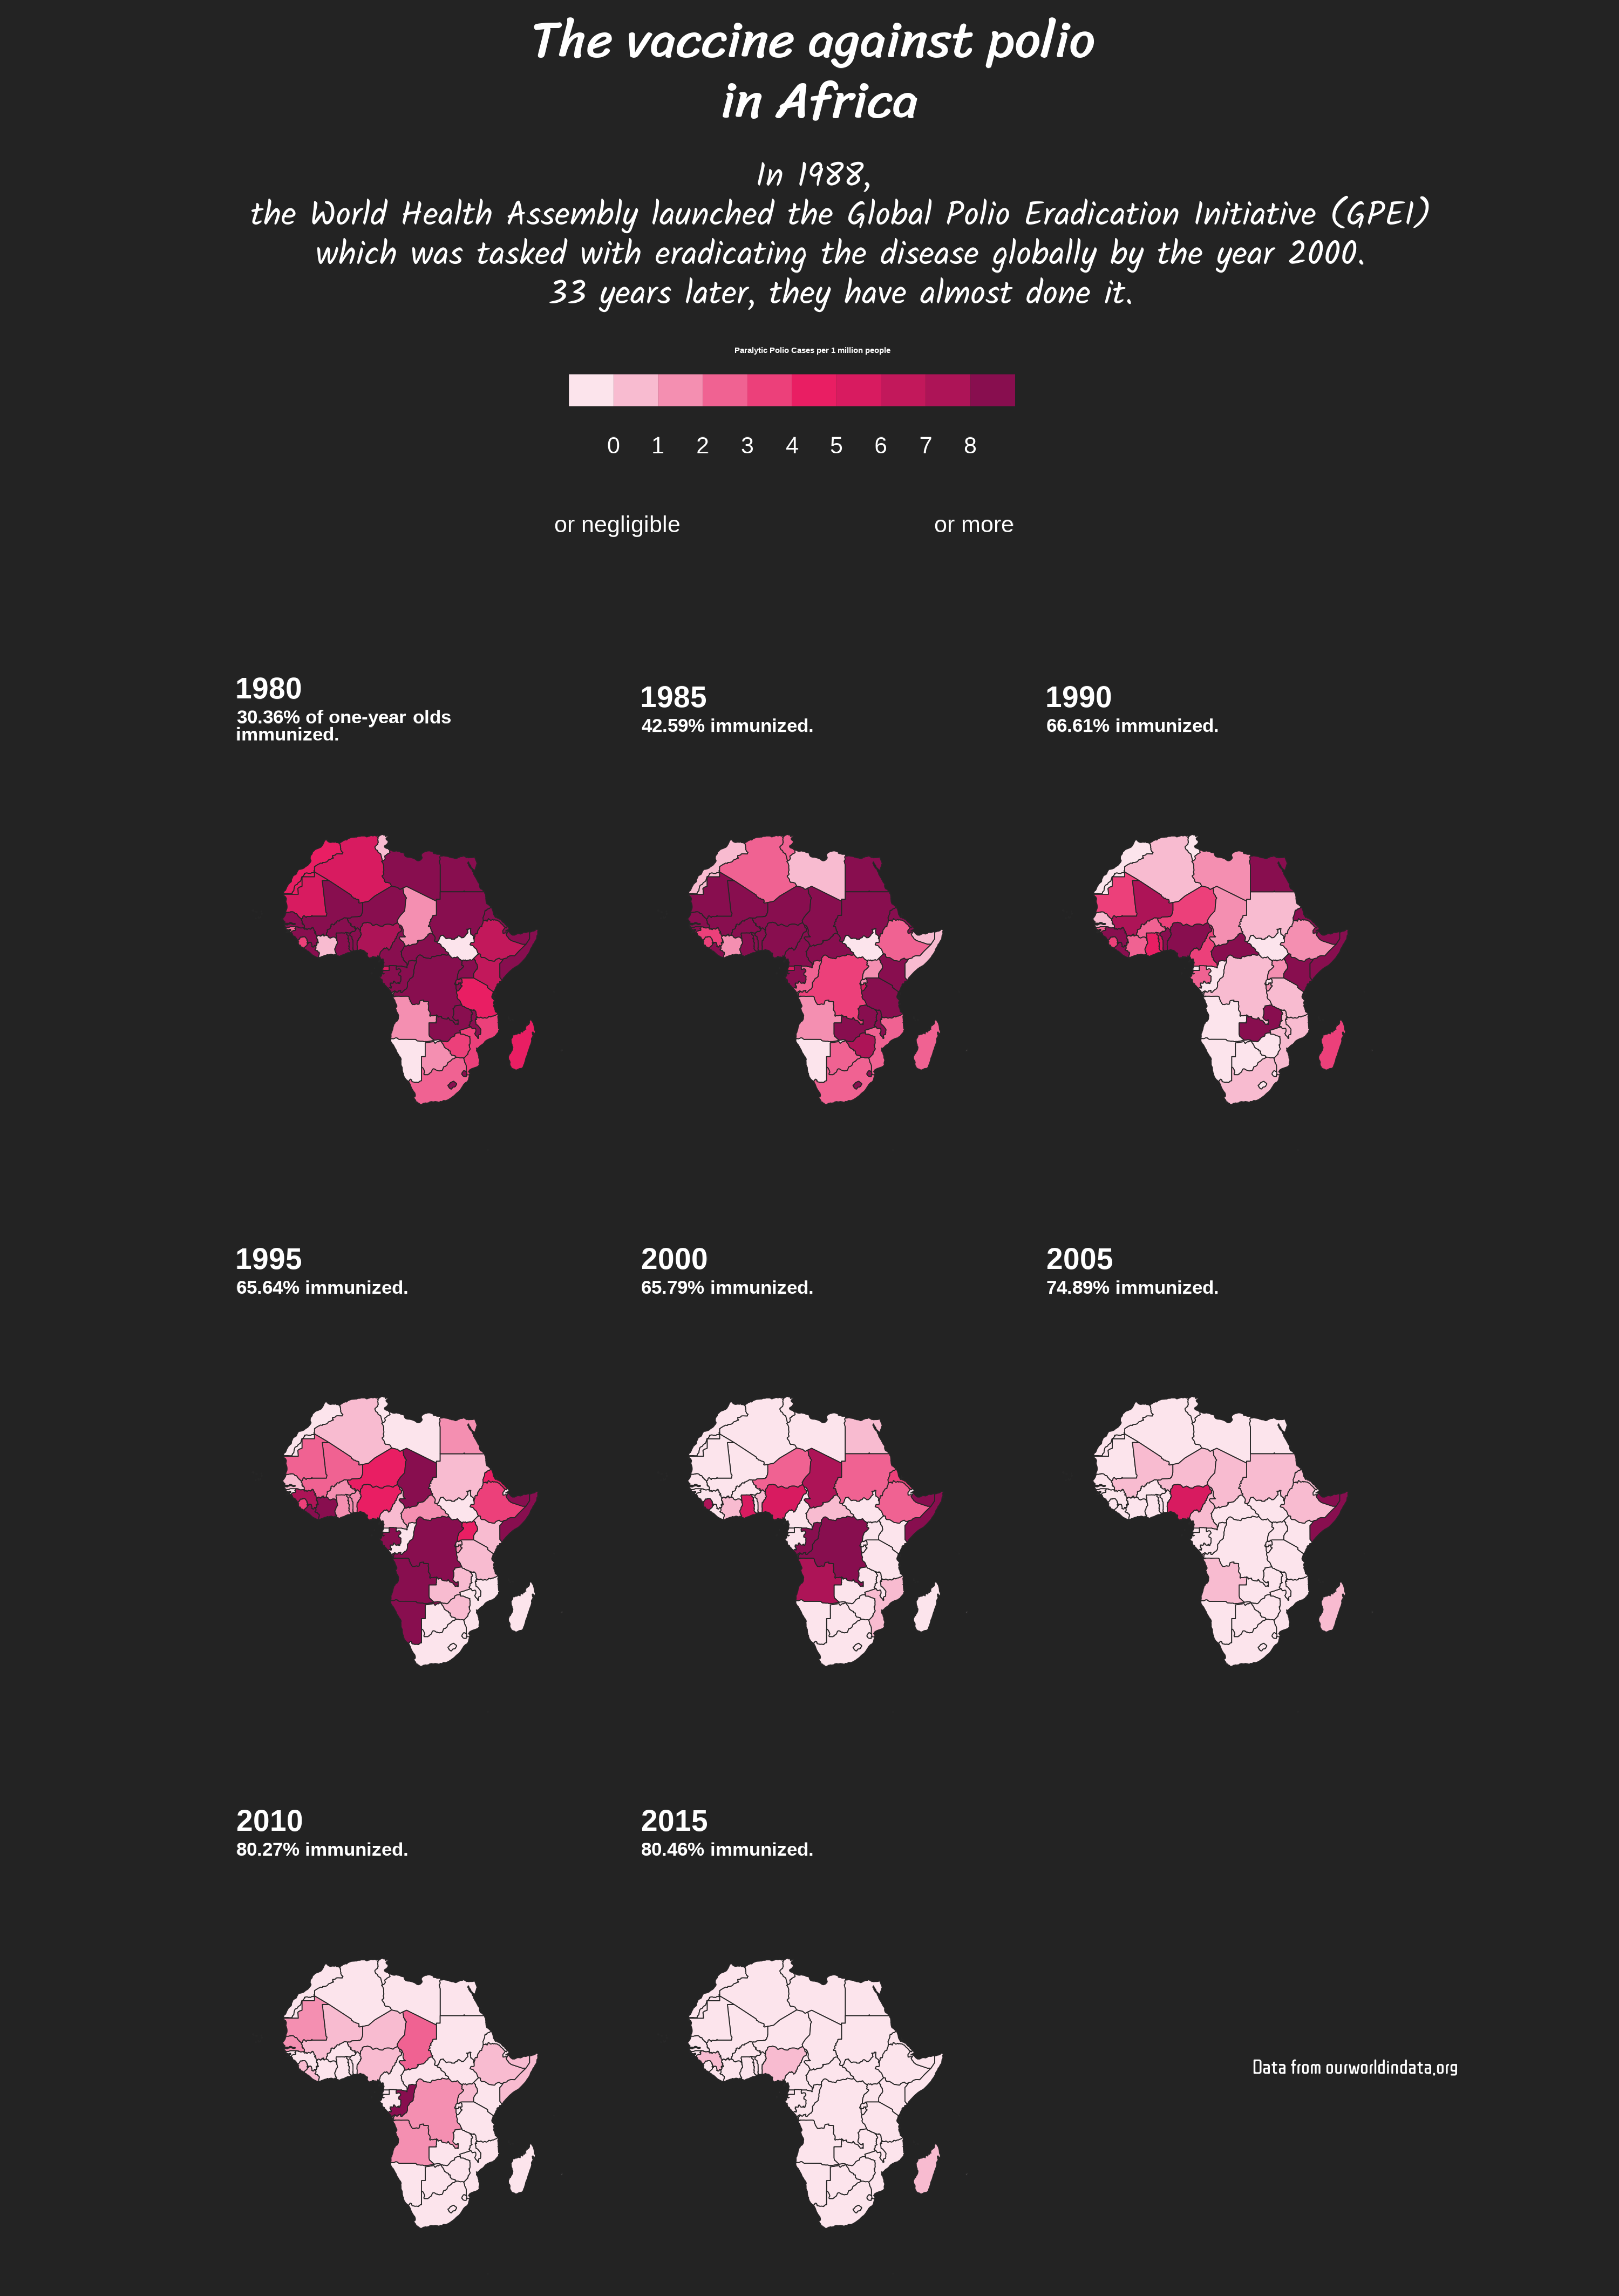 The vaccine against polio
in Africa
In 1988,
the World Health Assembly launched the Global Polio Eradication Initiative (GPEI)
which was tasked with eradicating the disease globally by the year 2000.
33 years later, they have almost done it.
Paralytic Polio Cases per 1 million people
0 1 2 3 4 5 6 7 8
or negligible or more
1980
30.36% of one-year olds
immunized.
1985
42.59% immunized.
1990
66.61% immunized.
1995
65.64% immunized.
2000
65.79% immunized.
2005
74.89% immunized.
2010
80.27% immunized.
2015
80.46% immunized.
Data from ourworldindata.org